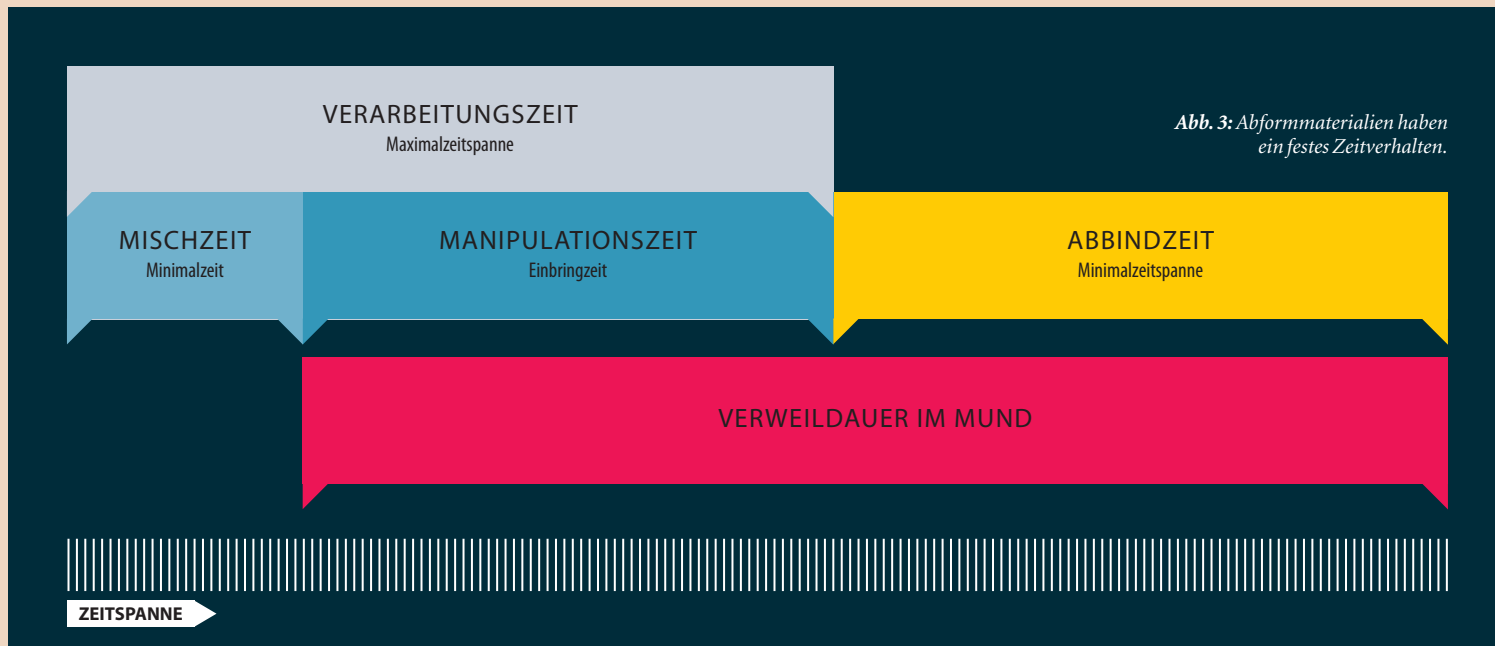 VERARBEITUNGSZEIT
Maximalzeitspanne
Abb. 3: Abformmaterialien haben
ein festes Zeitverhalten.
MISCHZEIT
Minimalzeit
MANIPULATIONSZEIT
Einbringzeit
ABBINDZEIT
Minimalzeitspanne
VERWEILDAUER IM MUND
ZEITSPANNE